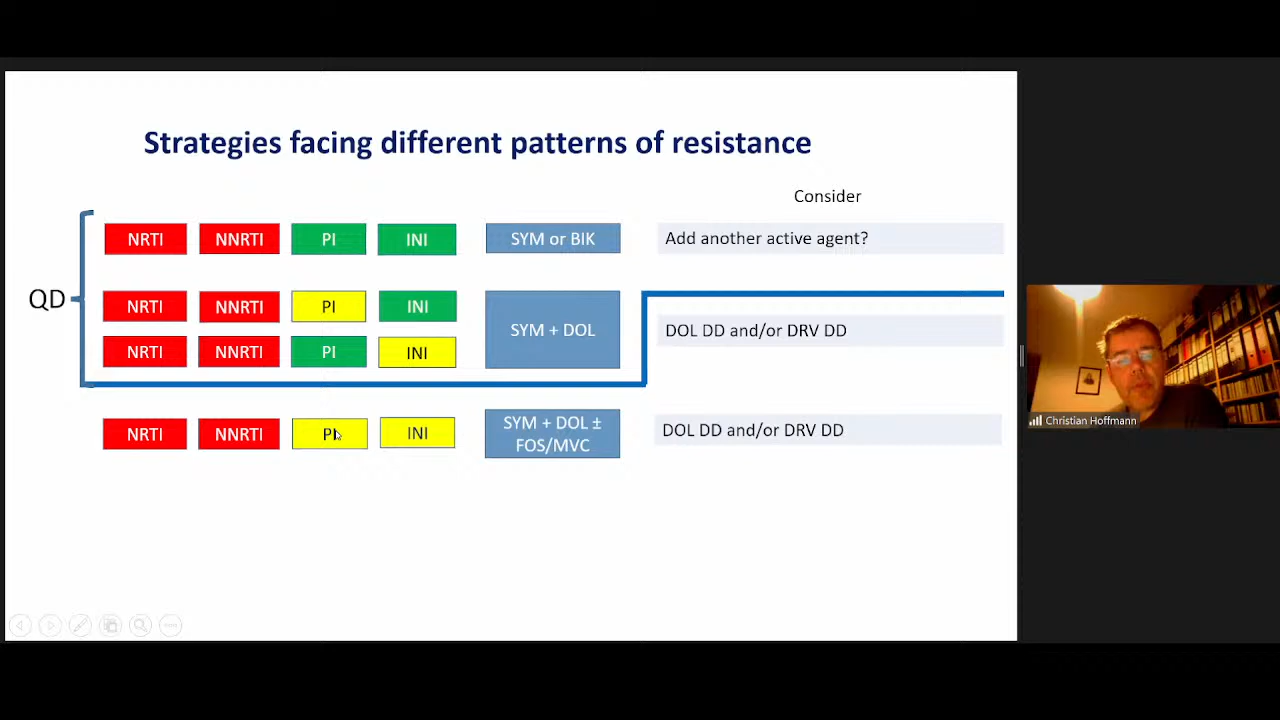 Strategies facing different patterns of resistance
Consider
NRTI NNRTI PI INI SYM or BIK Add another active agent?
QD
NRTI NNRTI PI INI
SYM + DOL DOL DD and/or DRV DD
NRTI NNRTI PI INI
NRTI NNRTI PI INI SYM + DOL ±
FOS/MVC DOL DD and/or DRV DD
Christian Hoffmann